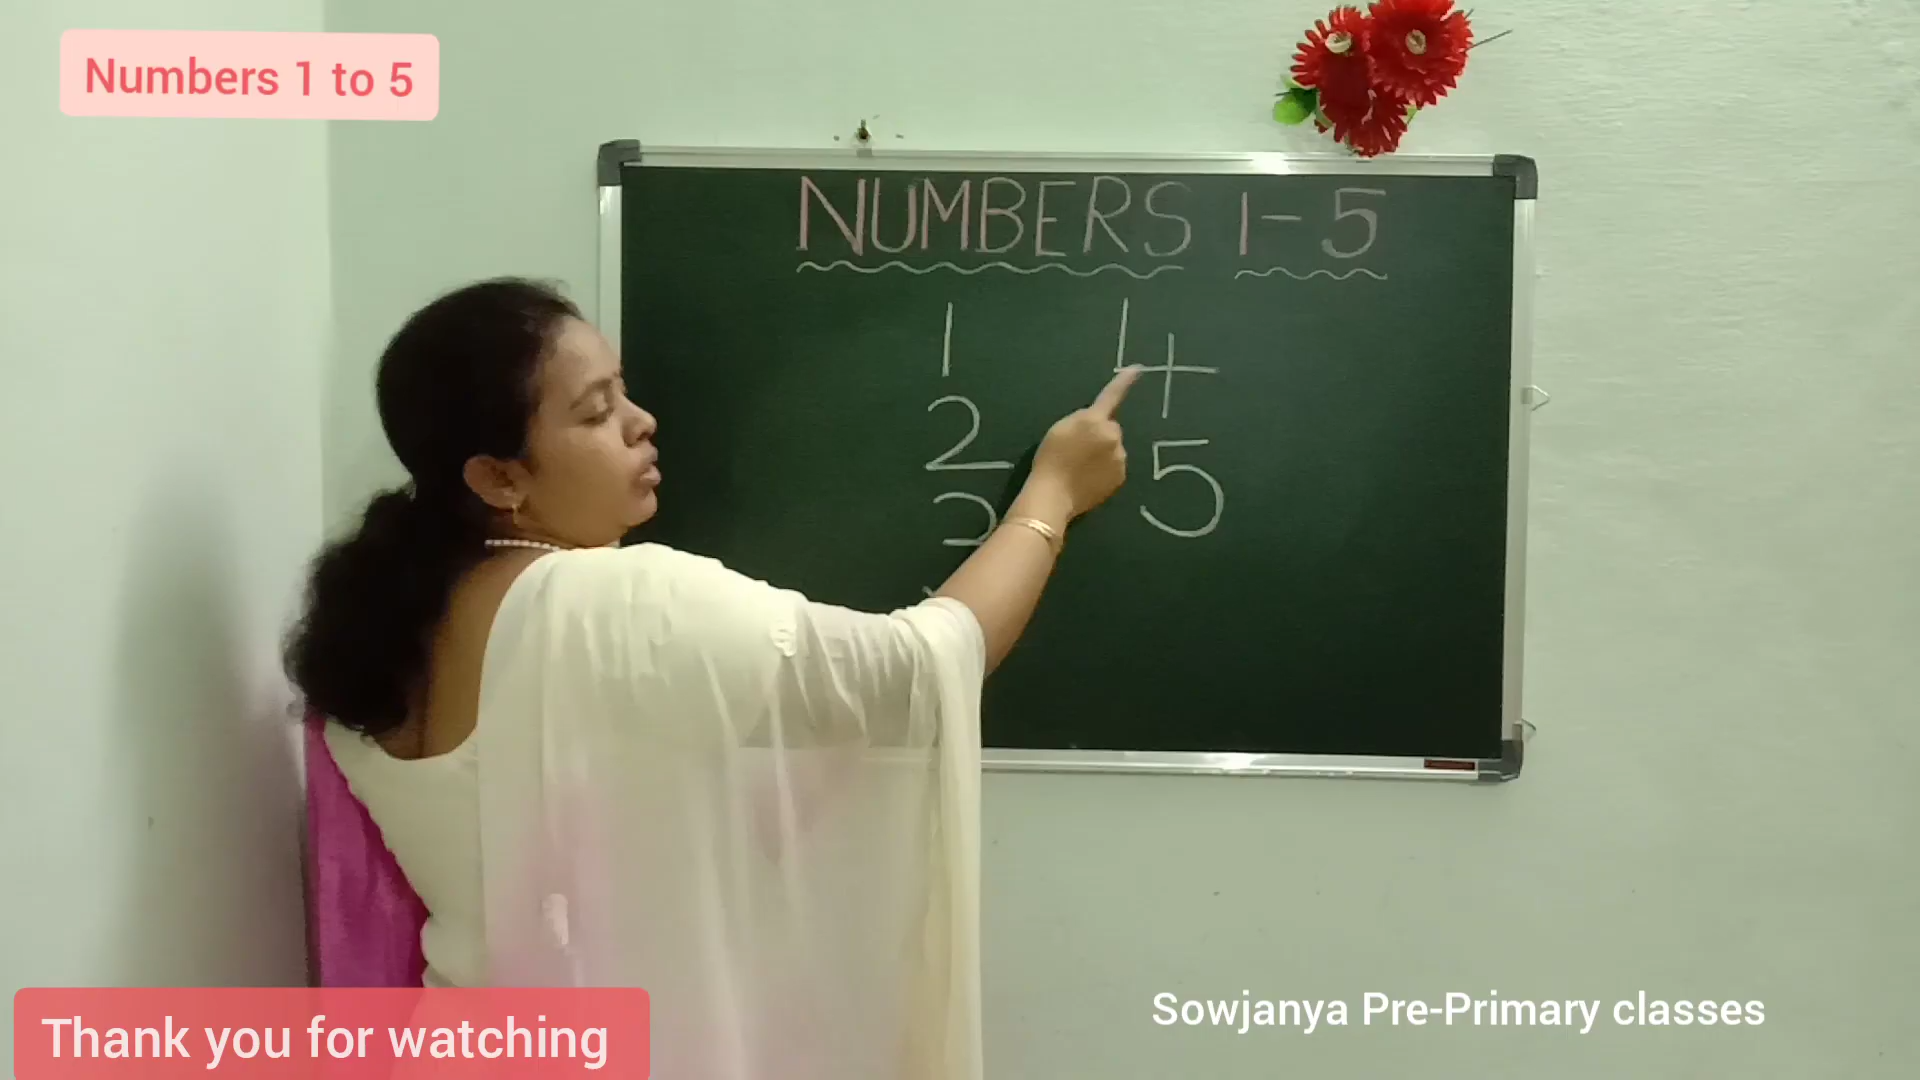 Numbers 1 to 5
NUMBERS 1-5
1
2
4
5
Thank you for watching
Sowjanya Pre-Primary classes